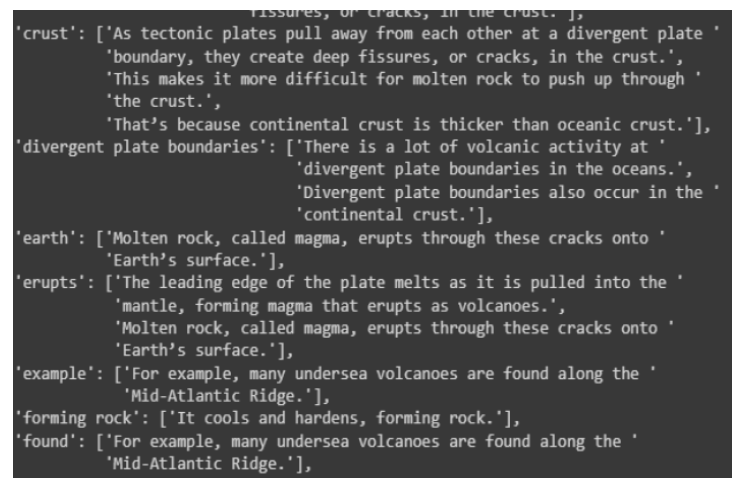 fissures, or cracks, in the crust.'],
'crust': ['As tectonic plates pull away from each other at a divergent plate '
'boundary, they create deep fissures, or cracks, in the crust.',
'This makes it more difficult for molten rock to push up through '
'the crust.',
'That’s because continental crust is thicker than oceanic crust.'],
'divergent plate boundaries': ['There is a lot of volcanic activity at '
'divergent plate boundaries in the oceans.',
'Divergent plate boundaries also occur in the '
'continental crust.'],
'earth': ['Molten rock, called magma, erupts through these cracks onto '
'Earth’s surface.'],
'erupts': ['The leading edge of the plate melts as it is pulled into the '
'mantle, forming magma that erupts as volcanoes.',
'Molten rock, called magma, erupts through these cracks onto '
'Earth’s surface.'],
'example': ['For example, many undersea volcanoes are found along the '
'Mid-Atlantic Ridge.'],
'forming rock': ['It cools and hardens, forming rock.'],
'found': ['For example, many undersea volcanoes are found along the '
'Mid-Atlantic Ridge.'],